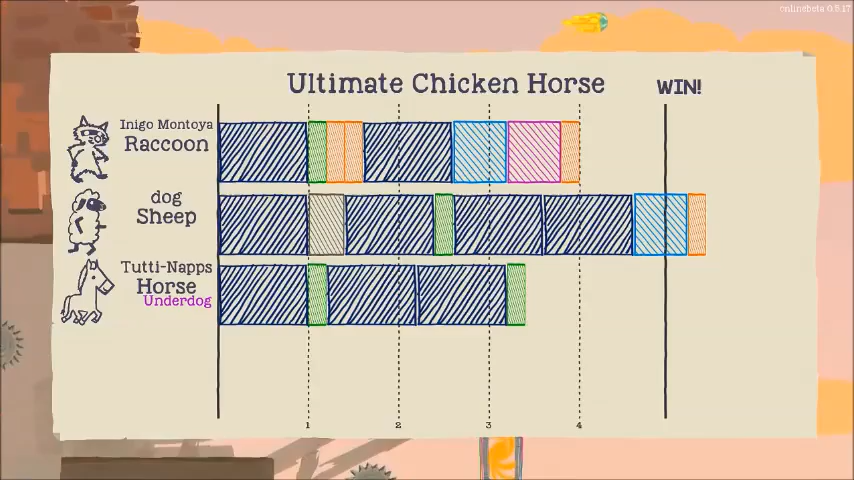 onlinebeta 0.5.17
Ultimate Chicken Horse
WIN!
Inigo Montoya
Raccoon
dog
Sheep
Tutti-Napps
Horse
Underdog
1 2 3 4